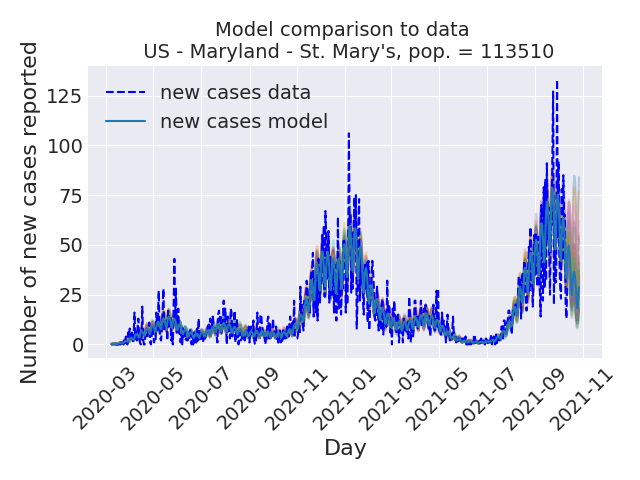 Model comparison to data
US - Maryland - St. Mary's, pop. = 113510
Number of new cases reported
125
100
75
50
25
0
new cases data
new cases model
2020-03
2020-05
2020-07
2020-09
2020-11
2021-01
2021-03
2021-05
2021-07
2021-09
2021-11
Day